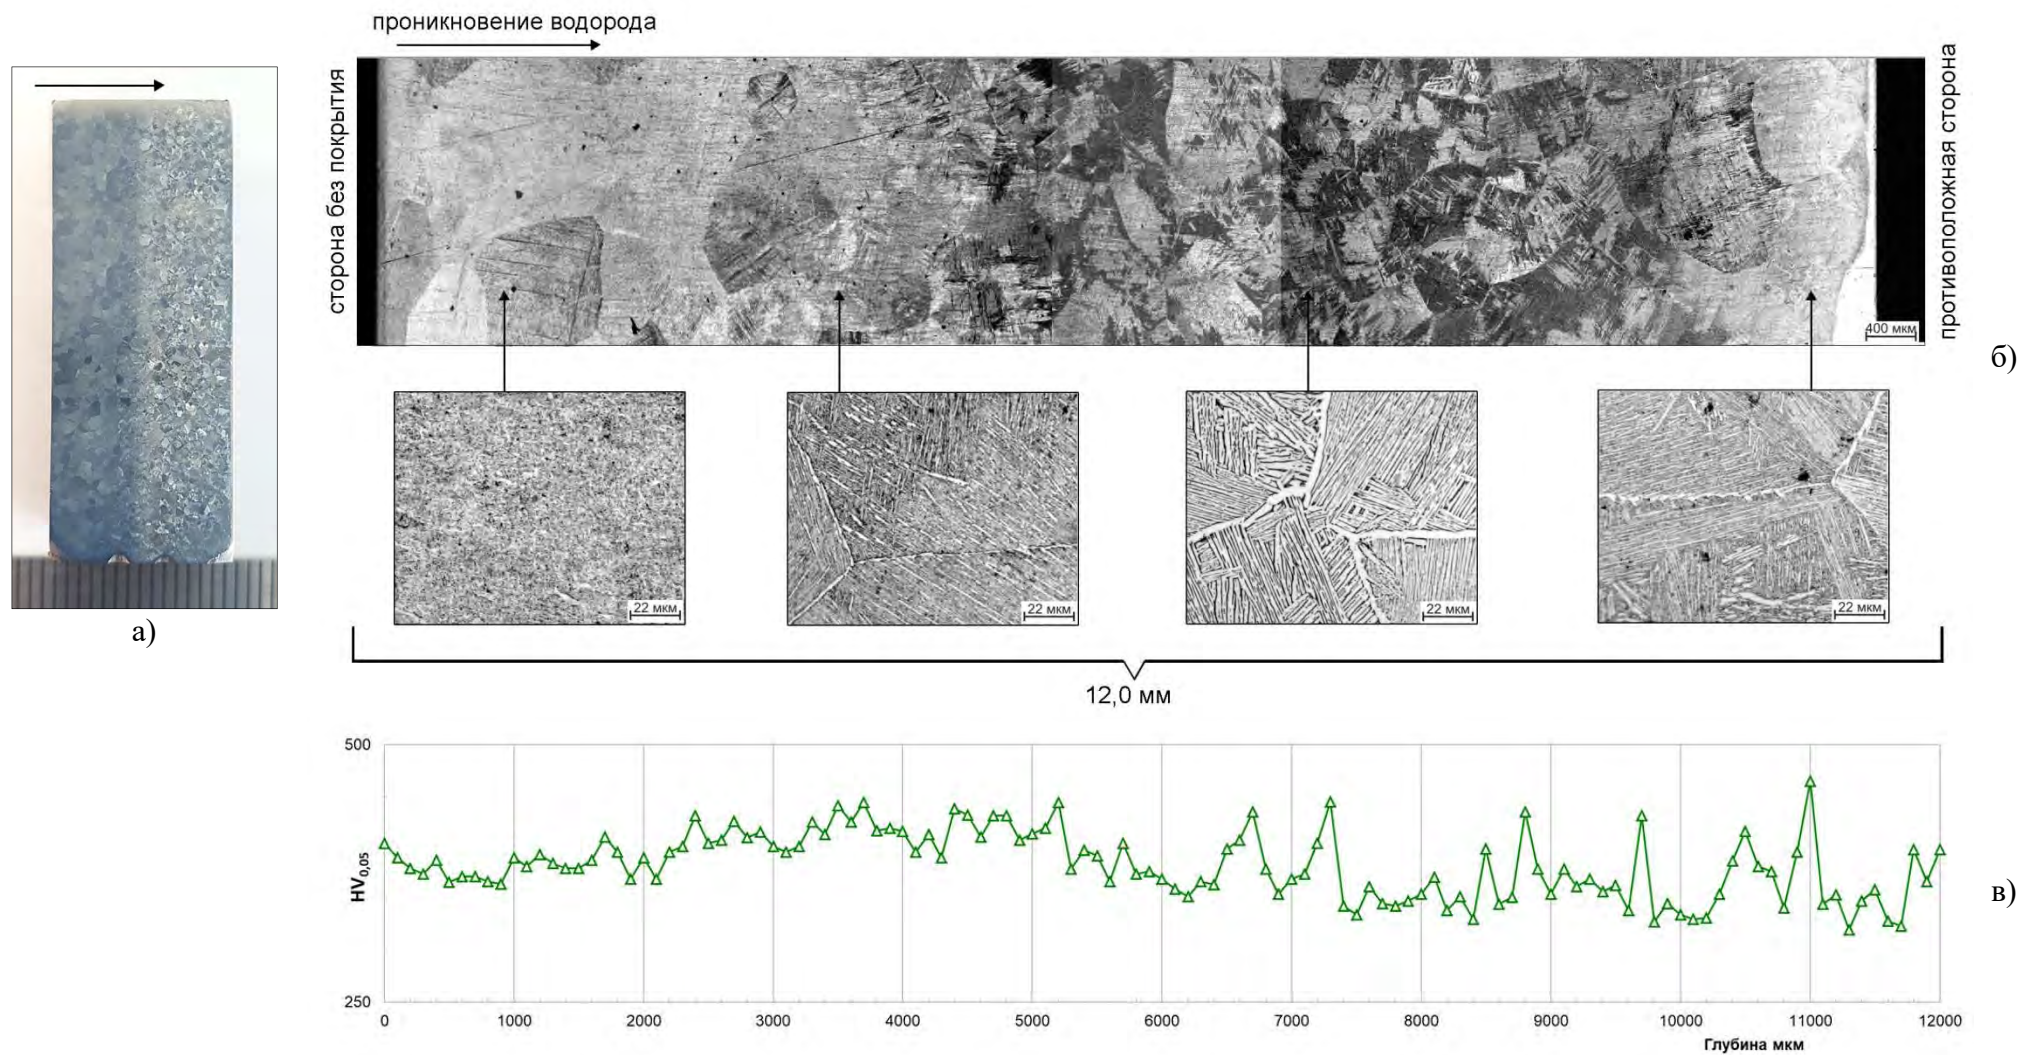 проникновение водорода
сторона без покрытия
противоположная сторона
400 мкм
б)
22 мкм
22 мкм
22 мкм
22 мкм
а)
12,0 мм
500
HV0,05
в)
250
0 1000 2000 3000 4000 5000 6000 7000 8000 9000 10000 11000 12000
Глубина мкм